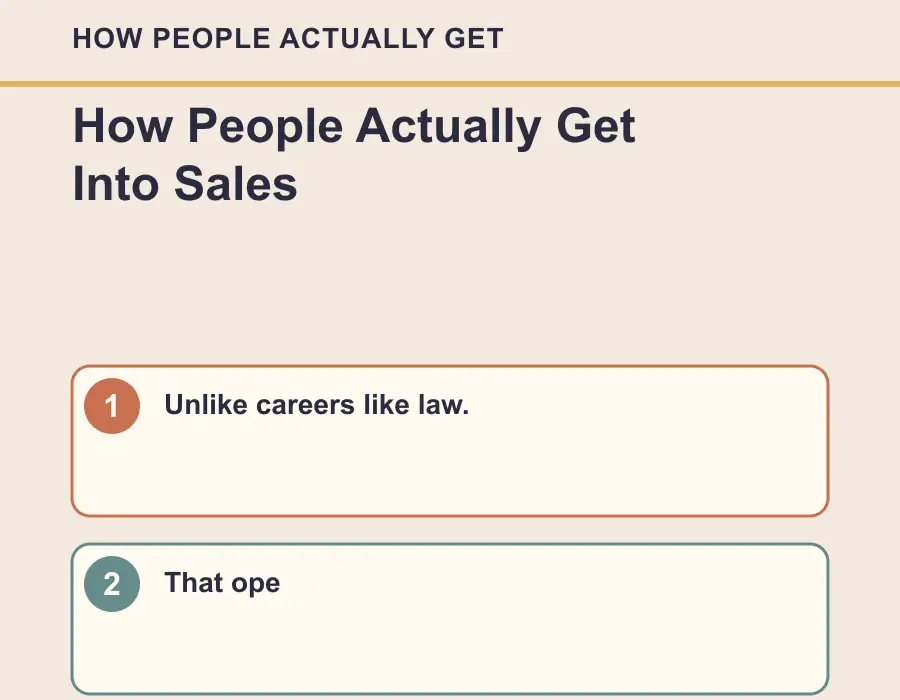 HOW PEOPLE ACTUALLY GET
How People Actually Get
Into Sales
1
Unlike careers like law.
2
That ope